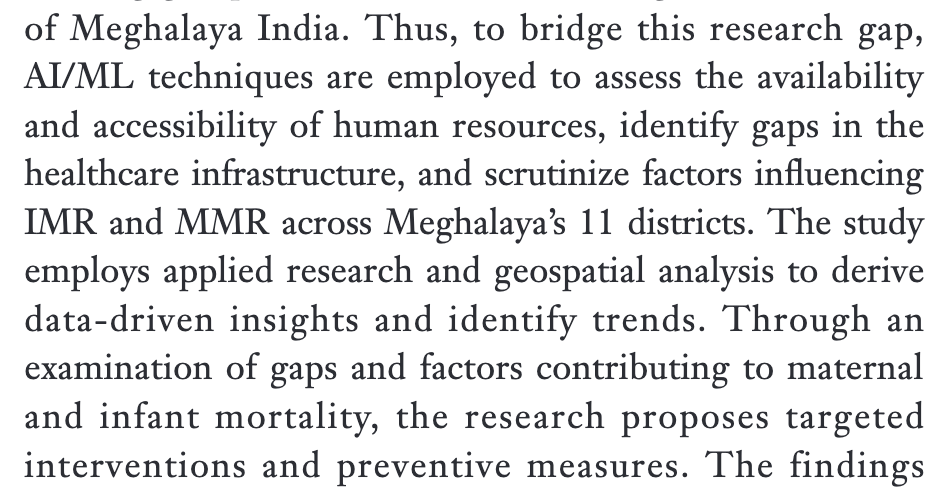 of Meghalaya India. Thus, to bridge this research gap,
AI/ML techniques are employed to assess the availability
and accessibility of human resources, identify gaps in the
healthcare infrastructure, and scrutinize factors influencing
IMR and MMR across Meghalaya’s 11 districts. The study
employs applied research and geospatial analysis to derive
data-driven insights and identify trends. Through an
examination of gaps and factors contributing to maternal
and infant mortality, the research proposes targeted
interventions and preventive measures. The findings